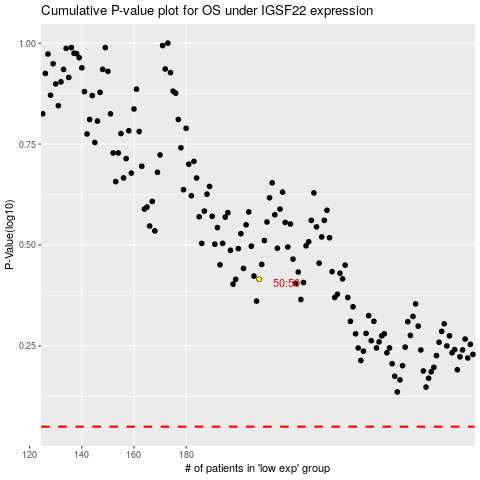 Cumulative P-value plot for OS under IGSF22 expression
P-Value(log10)
1.00
0.75
0.50
0.25
50:50
120 140 160 180
# of patients in 'low exp' group